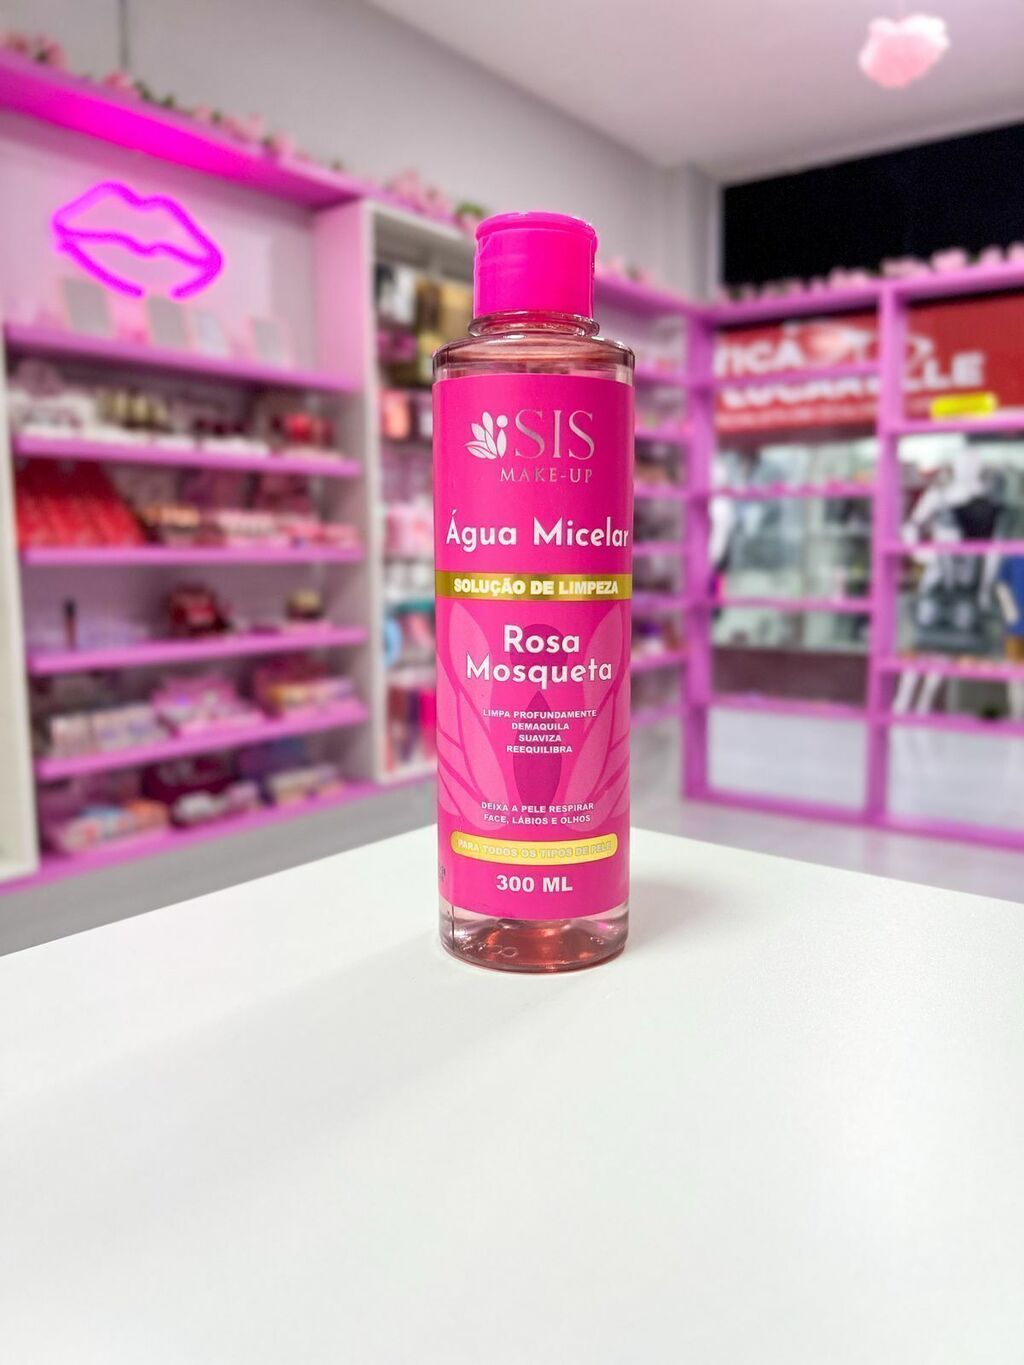 iSIS
MAKE-UP
Água Micelar
SOLUÇÃO DE LIMPEZA
Rosa
Mosqueta
LIMPA PROFUNDAMENTE
DEMAQUILA
SUAVIZA
REEQUILIBRA
DEIXA A PELE RESPIRAR
FACE, LÁBIOS E OLHOS
PARA TODOS OS TIPOS DE PELE
300 ML